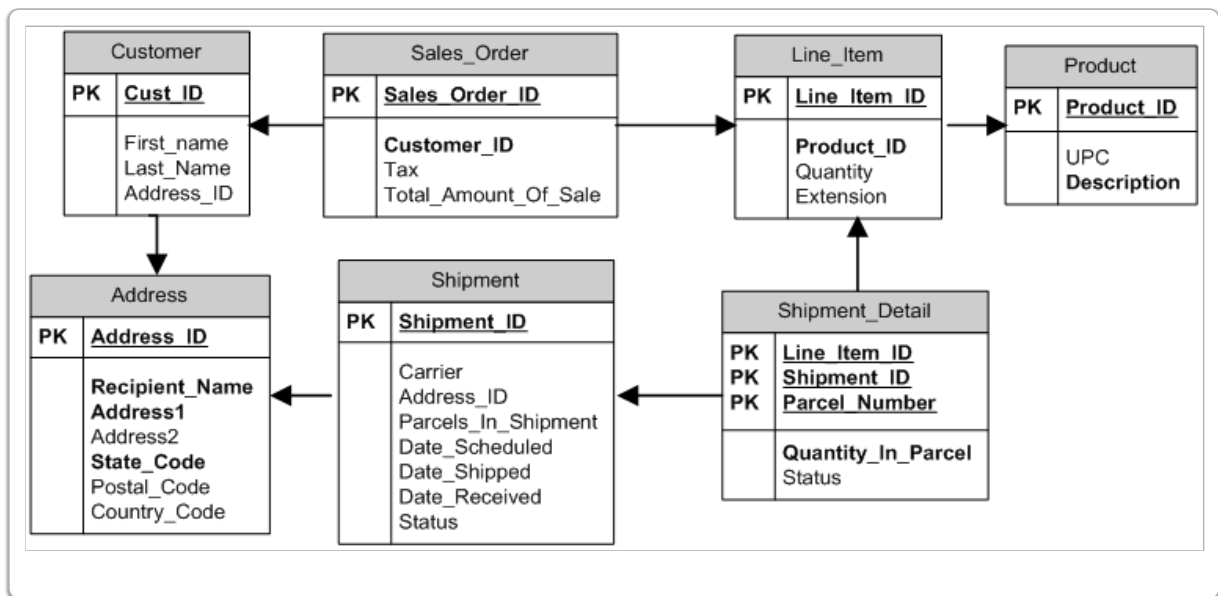 Customer
PK Cust_ID
First_name
Last_Name
Address_ID
Sales_Order
PK Sales_Order_ID
Customer_ID
Tax
Total_Amount_Of_Sale
Line_Item
PK Line_Item_ID
Product_ID
Quantity
Extension
Product
PK Product_ID
UPC
Description
Address
PK Address_ID
Recipient_Name
Address1
Address2
State_Code
Postal_Code
Country_Code
Shipment
PK Shipment_ID
Carrier
Address_ID
Parcels_In_Shipment
Date_Scheduled
Date_Shipped
Date_Received
Status
Shipment_Detail
PK Line_Item_ID
PK Shipment_ID
PK Parcel_Number
Quantity_In_Parcel
Status